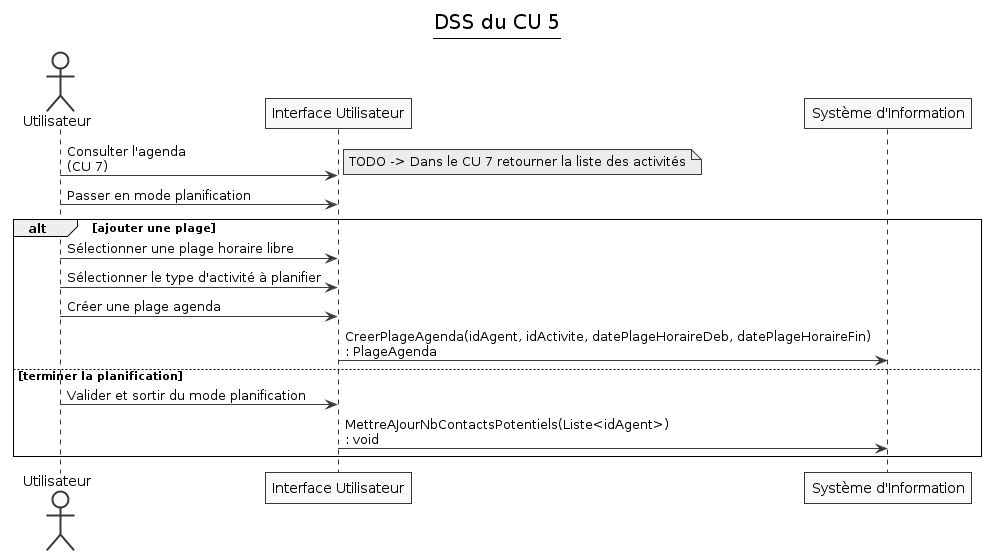 DSS du CU 5
Utilisateur
Interface Utilisateur
Système d'Information
Consulter l'agenda
(CU 7)
TODO -> Dans le CU 7 retourner la liste des activités
Passer en mode planification
alt
[ajouter une plage]
Sélectionner une plage horaire libre
Sélectionner le type d'activité à planifier
Créer une plage agenda
CreerPlageAgenda(idAgent, idActivite, datePlageHoraireDeb, datePlageHoraireFin)
: PlageAgenda
[terminer la planification]
Valider et sortir du mode planification
MettreAJourNbContactsPotentiels(Liste<idAgent>)
: void
Utilisateur
Interface Utilisateur
Système d'Information